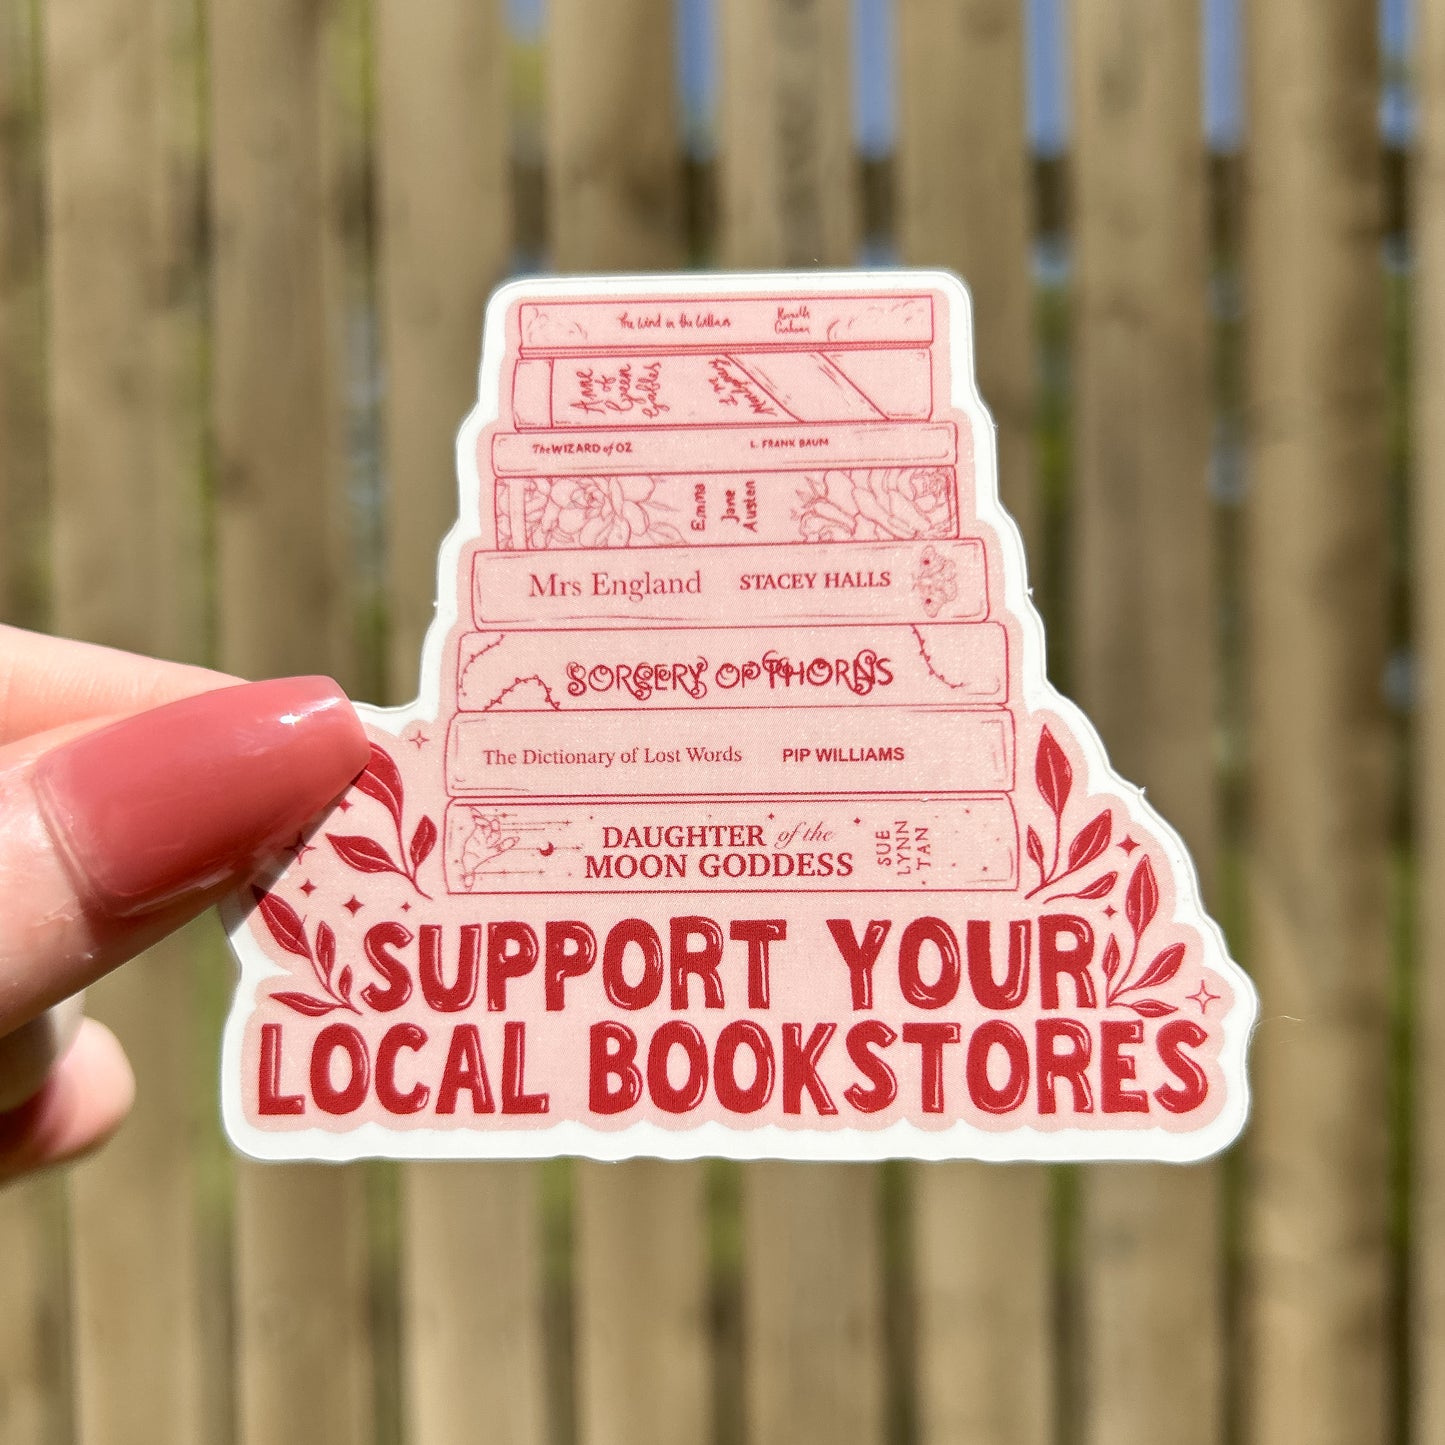 The Wind in the Willows Kenneth Grahame
Anne of Green Gables L M Montgomery
The WIZARD of OZ L. FRANK BAUM
Emma Jane Austen
Mrs England STACEY HALLS
SORCERY OF THORNS
The Dictionary of Lost Words PIP WILLIAMS
DAUGHTER of the
MOON GODDESS
SUE LYNN TAN
SUPPORT YOUR
LOCAL BOOKSTORES